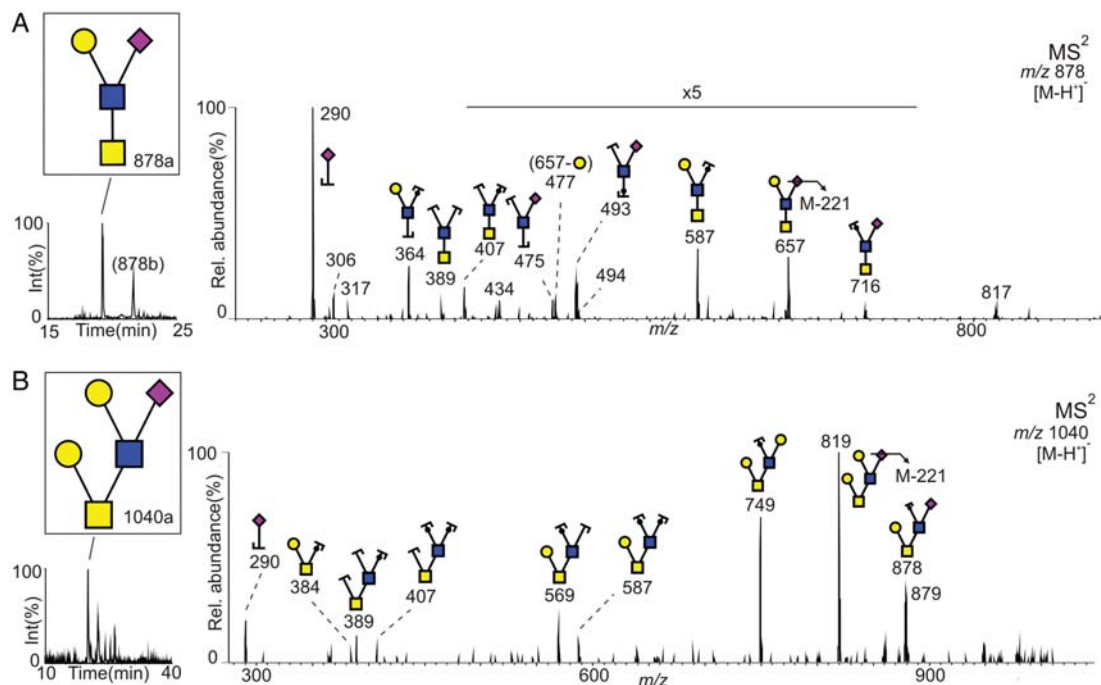 A
878a
100
Int(%)
0
(878b)
15
Time(min)
25
MS2
m/z 878
[M-H+]-
x5
100
Rel. abundance(%)
0
290
306
317
364
389
407
434
475
(657- )
477
493
494
587
657
M-221
716
817
300
m/z
800
B
1040a
100
Int(%)
0
10
Time(min)
40
MS2
m/z 1040
[M-H+]-
100
Rel. abundance(%)
0
290
384
389
407
569
587
749
819
M-221
878
879
300
600
m/z
900